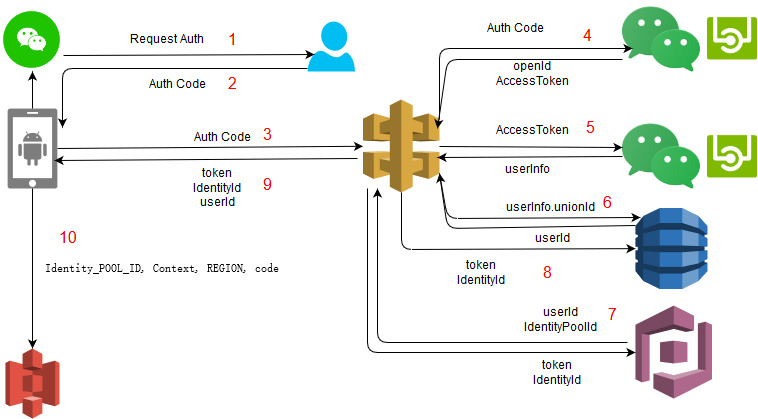 Request Auth 1
Auth Code 2
Auth Code 3
token
IdentityId 9
userId
10
Identity_POOL_ID, Context, REGION, code
Auth Code 4
openId
AccessToken
AccessToken 5
userInfo
userInfo.unionId 6
userId
token
IdentityId 8
userId 7
IdentityPoolId
token
IdentityId